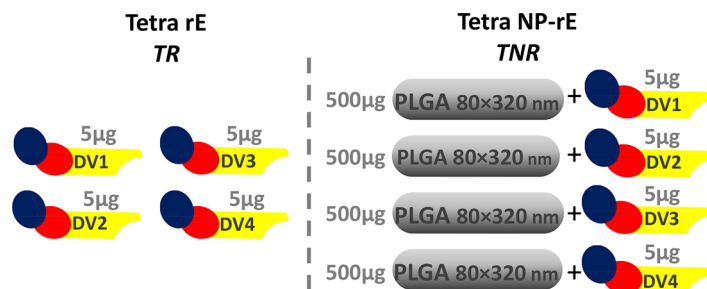 Tetra rE
TR
5µg
DV1
5µg
DV3
5µg
DV2
5µg
DV4
Tetra NP-rE
TNR
500µg PLGA 80×320 nm + 5µg DV1
500µg PLGA 80×320 nm + 5µg DV2
500µg PLGA 80×320 nm + 5µg DV3
500µg PLGA 80×320 nm + 5µg DV4